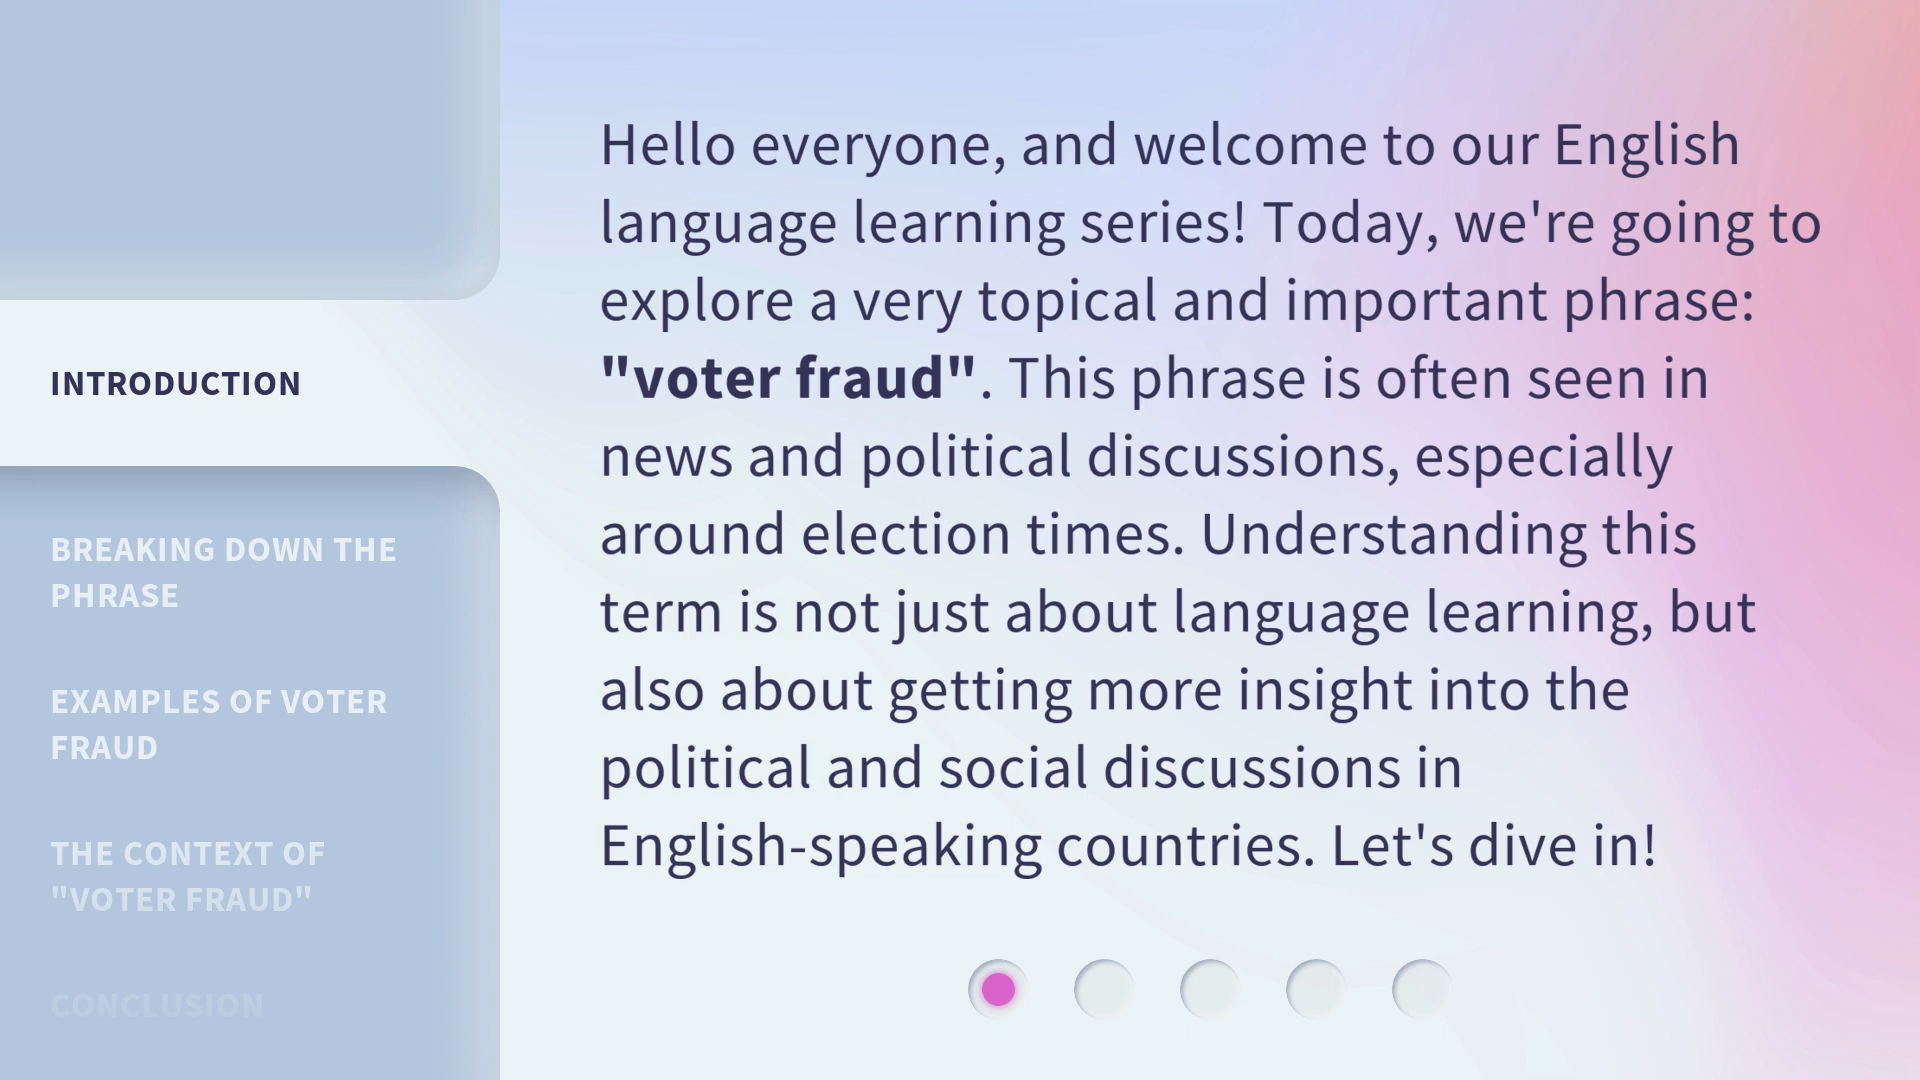 INTRODUCTION
BREAKING DOWN THE
PHRASE
EXAMPLES OF VOTER
FRAUD
THE CONTEXT OF
"VOTER FRAUD"
CONCLUSION
Hello everyone, and welcome to our English
language learning series! Today, we're going to
explore a very topical and important phrase:
"voter fraud". This phrase is often seen in
news and political discussions, especially
around election times. Understanding this
term is not just about language learning, but
also about getting more insight into the
political and social discussions in
English-speaking countries. Let's dive in!